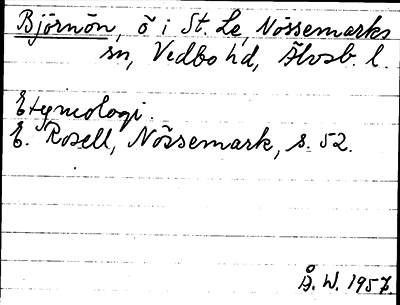 Björnön, ö i St. Le, Nössemarks
sn, Vedbo hd, Älvsb. l.
Etymologi.
E. Rosell, Nössemark, s. 52.
Å. W. 1957.